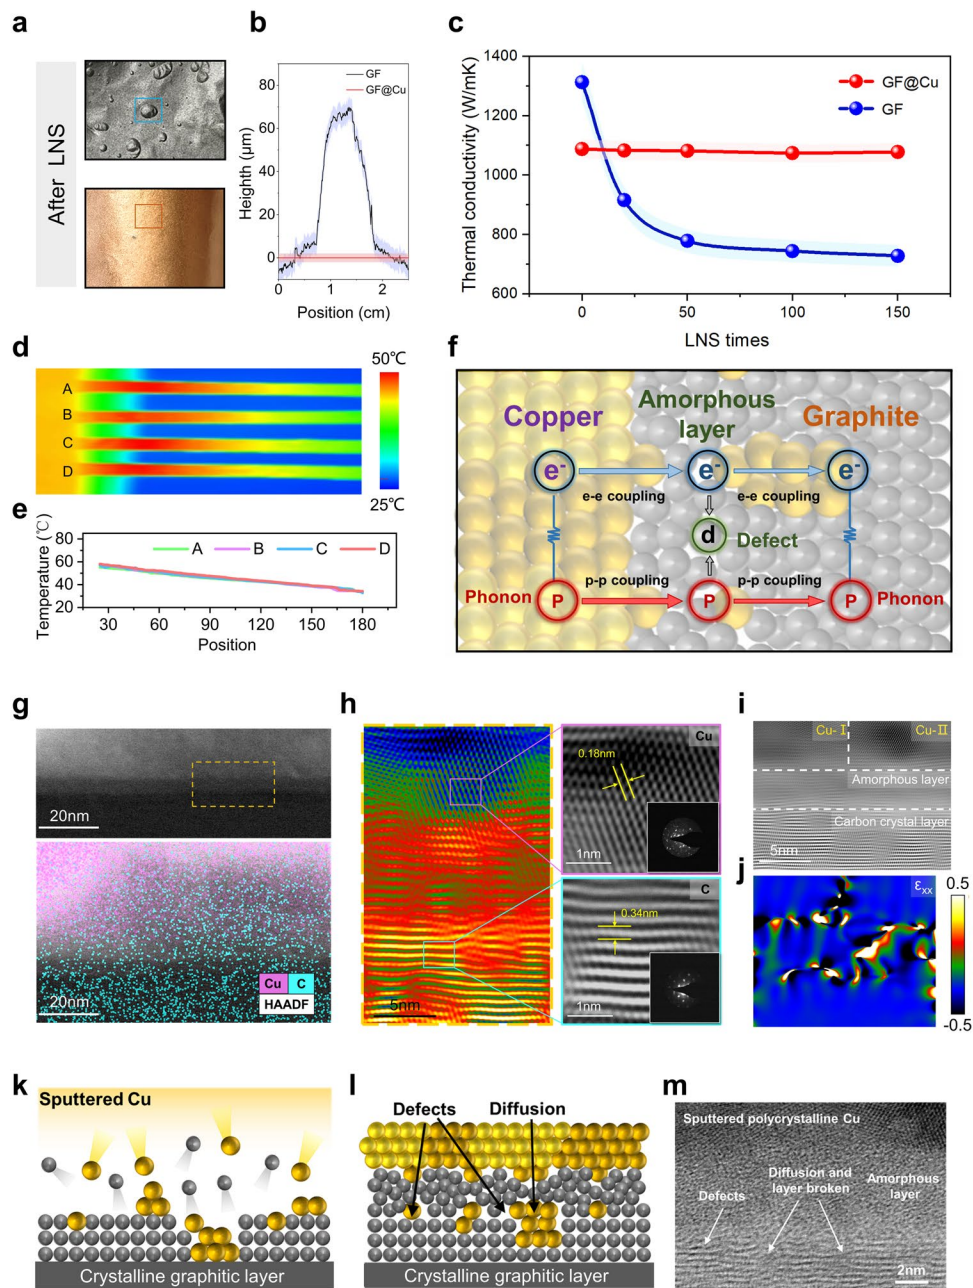 a
After LNS
b
GF
GF@Cu
Heighth (μm)
80
60
40
20
0
0
1
2
Position (cm)
c
GF@Cu
GF
Thermal conductivity (W/mK)
1400
1200
1000
800
600
0
50
100
150
LNS times
d
A
B
C
D
50℃
25℃
e
Temperature (℃)
80
60
40
20
A B C D
30 60 90 120 150 180
Position
f
Copper
Amorphous
layer
Graphite
e-
e-
e-
e-e coupling
e-e coupling
d
Defect
p-p coupling
p-p coupling
Phonon
P
P
P
Phonon
g
20nm
Cu
C
HAADF
20nm
h
5nm
Cu
0.18nm
1nm
C
0.34nm
1nm
i
Cu-Ⅰ
Cu-Ⅱ
Amorphous layer
Carbon crystal layer
5nm
j
εxx
0.5
-0.5
k
Sputtered Cu
Crystalline graphitic layer
l
Defects
Diffusion
Crystalline graphitic layer
m
Sputtered polycrystalline Cu
Defects
Diffusion and
layer broken
Amorphous
layer
2nm